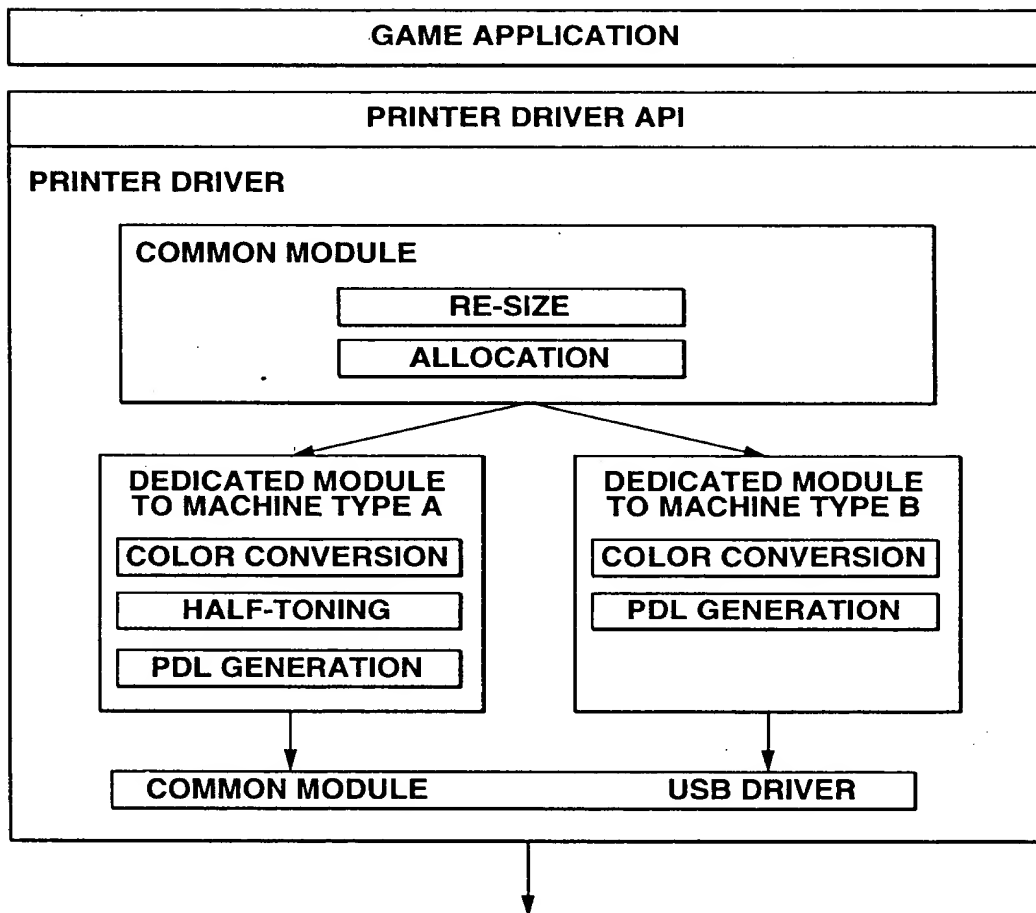 GAME APPLICATION
PRINTER DRIVER API
PRINTER DRIVER
COMMON MODULE
RE-SIZE
ALLOCATION
DEDICATED MODULE
TO MACHINE TYPE A
COLOR CONVERSION
HALF-TONING
PDL GENERATION
DEDICATED MODULE
TO MACHINE TYPE B
COLOR CONVERSION
PDL GENERATION
COMMON MODULE USB DRIVER